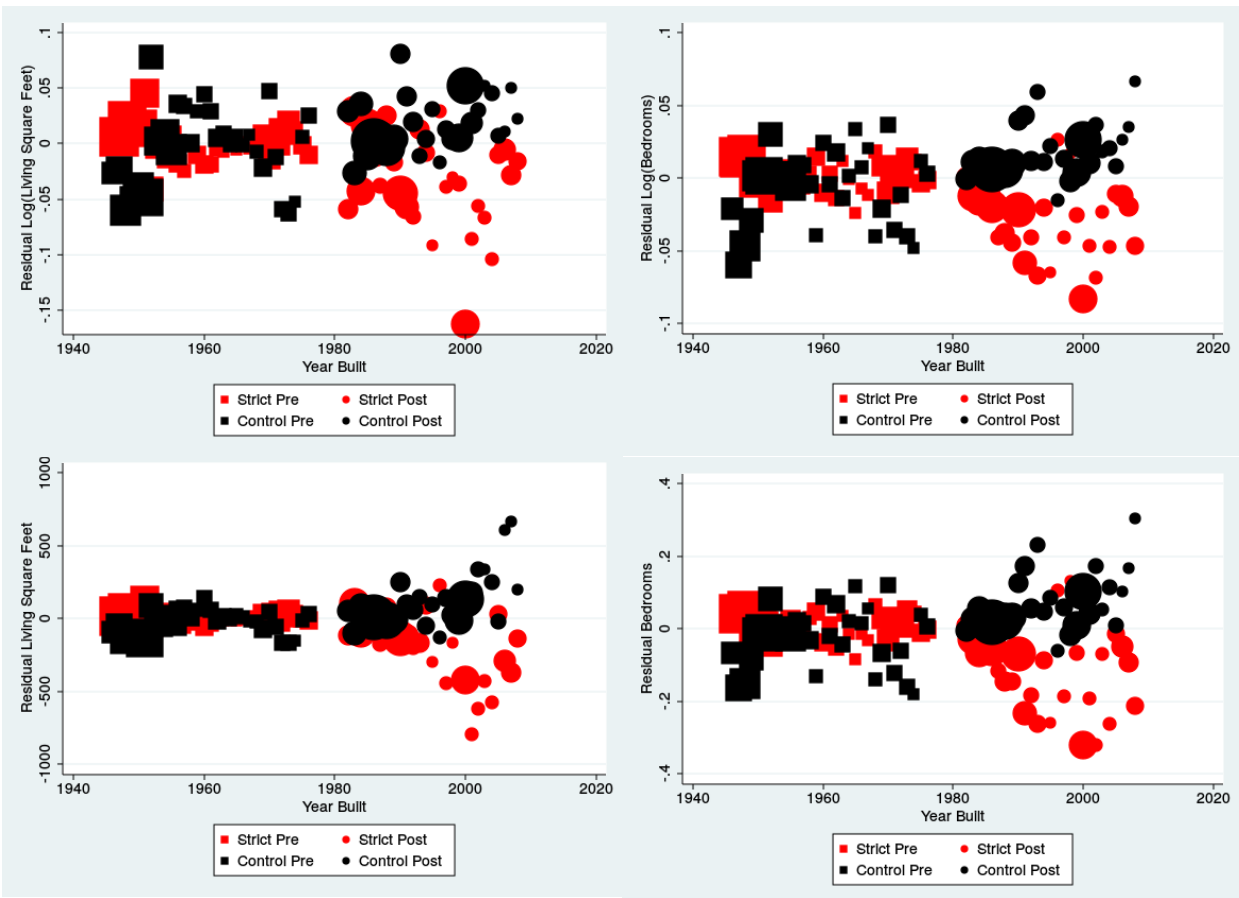 Residual Log(Living Square Feet)
.1
.05
0
-.05
-.1
-.15
1940 1960 1980 2000 2020
Year Built
Strict Pre Strict Post
Control Pre Control Post
Residual Log(Bedrooms)
.1
.05
0
-.05
-.1
1940 1960 1980 2000 2020
Year Built
Strict Pre Strict Post
Control Pre Control Post
Residual Living Square Feet
1000
500
0
-500
-1000
1940 1960 1980 2000 2020
Year Built
Strict Pre Strict Post
Control Pre Control Post
Residual Bedrooms
.4
.2
0
-.2
-.4
1940 1960 1980 2000 2020
Year Built
Strict Pre Strict Post
Control Pre Control Post